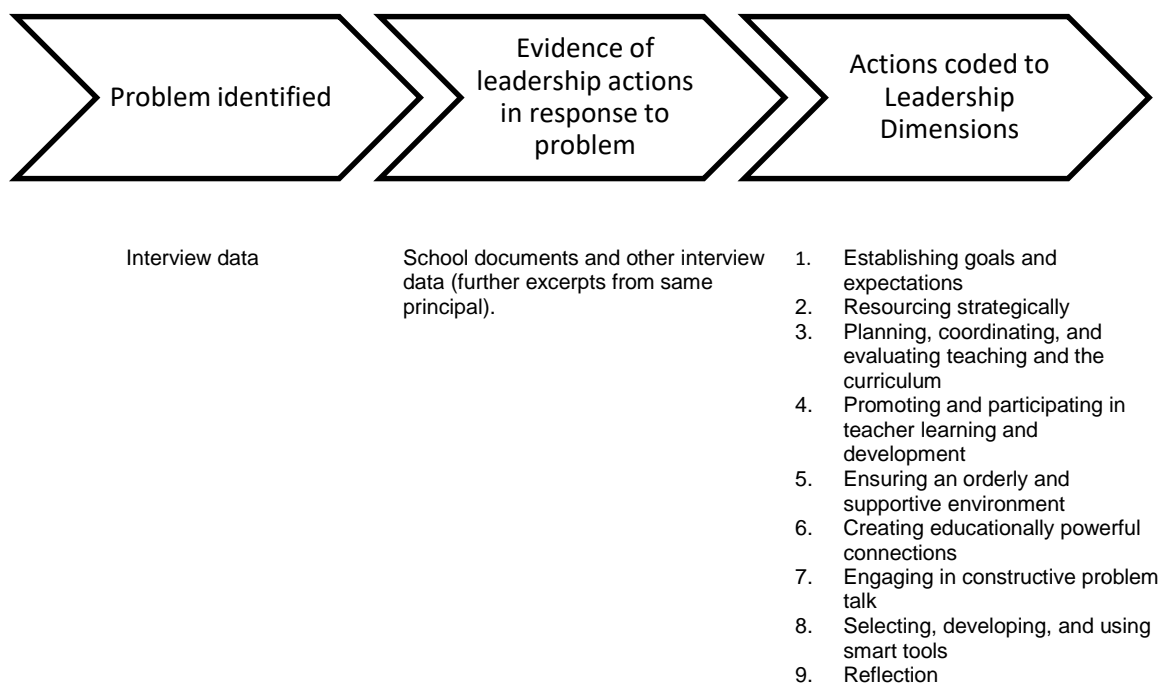 Problem identified
Evidence of
leadership actions
in response to
problem
Actions coded to
Leadership
Dimensions
Interview data
School documents and other interview
data (further excerpts from same
principal).
1. Establishing goals and
expectations
2. Resourcing strategically
3. Planning, coordinating, and
evaluating teaching and the
curriculum
4. Promoting and participating in
teacher learning and
development
5. Ensuring an orderly and
supportive environment
6. Creating educationally powerful
connections
7. Engaging in constructive problem
talk
8. Selecting, developing, and using
smart tools
9. Reflection